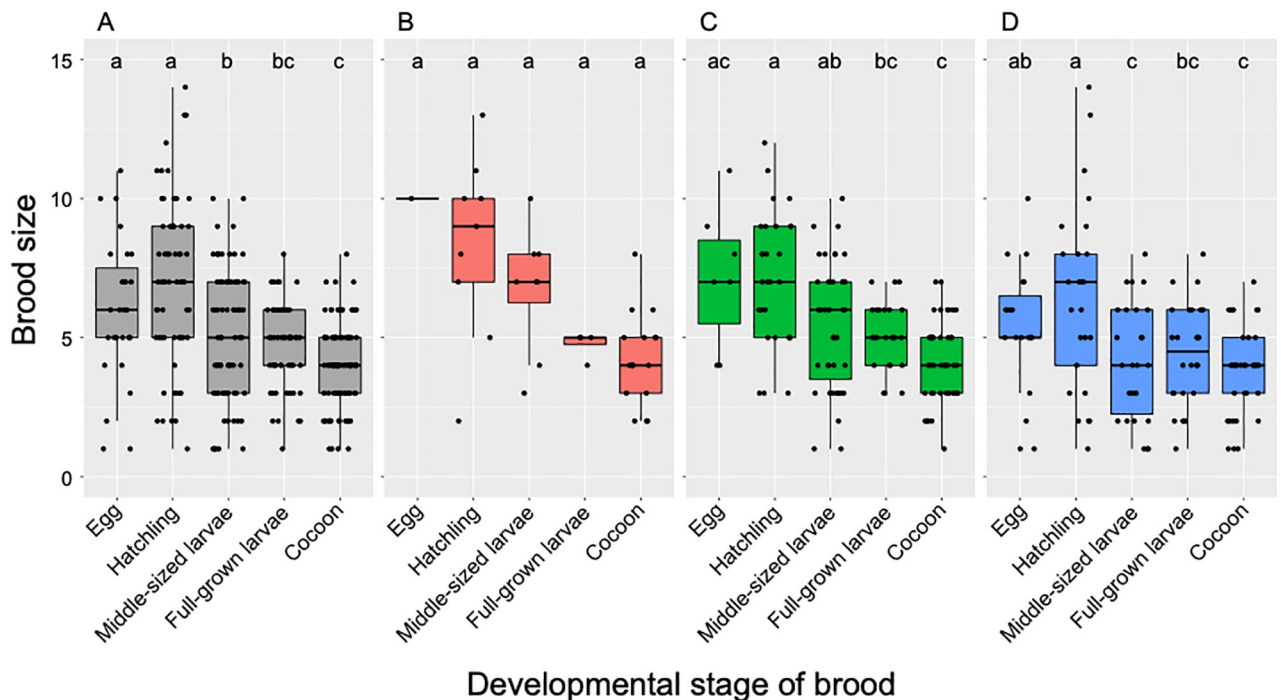 A B C D
15 a a b bc c a a a a a ac a ab bc c ab a c bc c
10
5
0
Brood size
Egg Hatchling Middle-sized larvae Full-grown larvae Cocoon Egg Hatchling Middle-sized larvae Full-grown larvae Cocoon Egg Hatchling Middle-sized larvae Full-grown larvae Cocoon Egg Hatchling Middle-sized larvae Full-grown larvae Cocoon
Developmental stage of brood